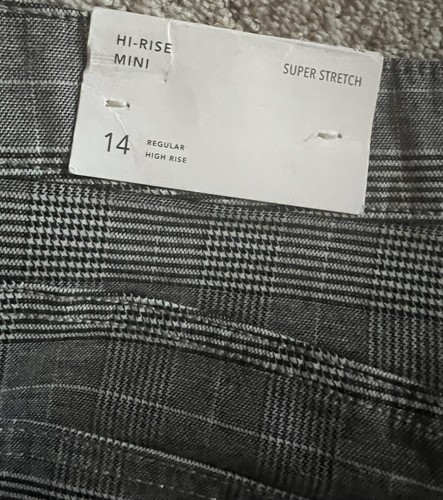 HI-RISE
MINI
SUPER STRETCH
14 REGULAR
HIGH RISE